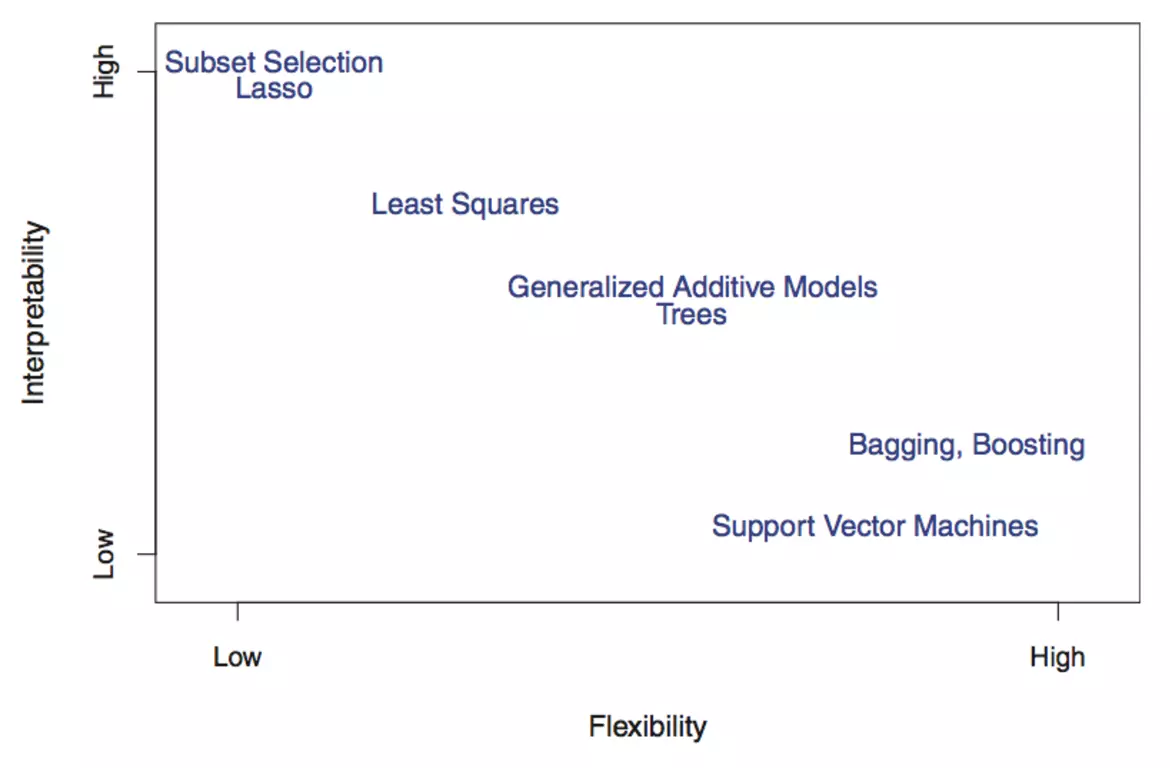 High
Subset Selection
Lasso
Least Squares
Interpretability
Generalized Additive Models
Trees
Bagging, Boosting
Support Vector Machines
Low
Low
High
Flexibility